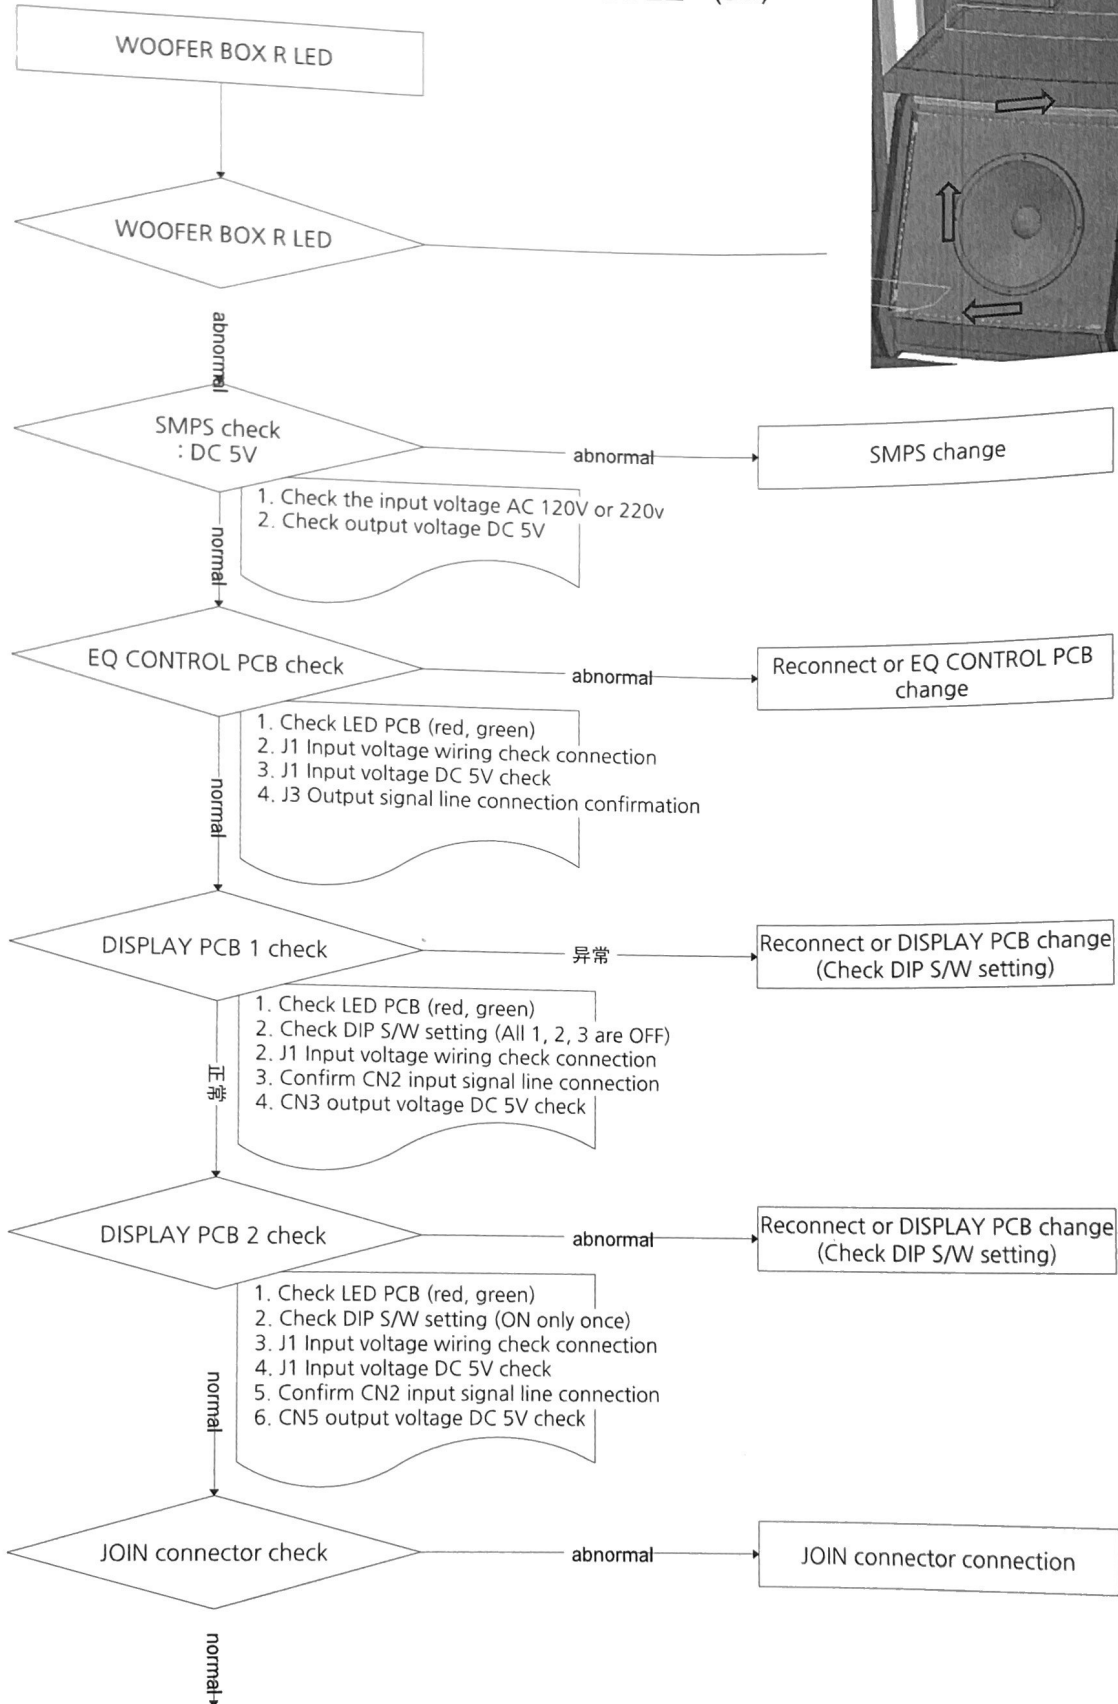 WOOFER BOX R LED
WOOFER BOX R LED
abnormal
SMPS check
: DC 5V
abnormal
SMPS change
1. Check the input voltage AC 120V or 220v
2. Check output voltage DC 5V
normal
EQ CONTROL PCB check
abnormal
Reconnect or EQ CONTROL PCB
change
1. Check LED PCB (red, green)
2. J1 Input voltage wiring check connection
3. J1 Input voltage DC 5V check
4. J3 Output signal line connection confirmation
normal
DISPLAY PCB 1 check
异常
Reconnect or DISPLAY PCB change
(Check DIP S/W setting)
1. Check LED PCB (red, green)
2. Check DIP S/W setting (All 1, 2, 3 are OFF)
2. J1 Input voltage wiring check connection
3. Confirm CN2 input signal line connection
4. CN3 output voltage DC 5V check
正常
DISPLAY PCB 2 check
abnormal
Reconnect or DISPLAY PCB change
(Check DIP S/W setting)
1. Check LED PCB (red, green)
2. Check DIP S/W setting (ON only once)
3. J1 Input voltage wiring check connection
4. J1 Input voltage DC 5V check
5. Confirm CN2 input signal line connection
6. CN5 output voltage DC 5V check
normal
JOIN connector check
abnormal
JOIN connector connection
normal